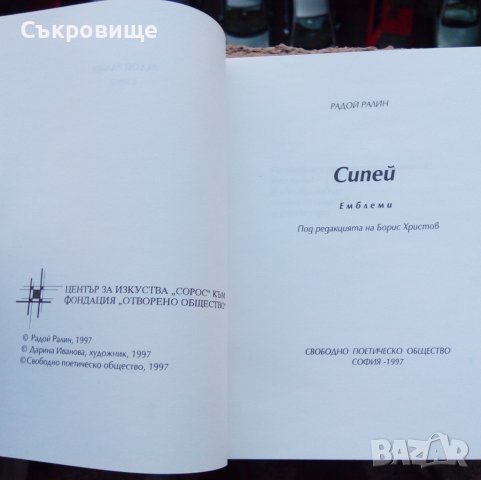 Съкровище
ЦЕНТЪР ЗА ИЗКУСТВА „СОРОС" КЪМ
ФОНДАЦИЯ „ОТВОРЕНО ОБЩЕСТВО"
© Радой Ралин, 1997
© Дарина Иванова, художник, 1997
©Свободно поетическо общество, 1997
РАДОЙ РАЛИН
Сипей
Емблеми
Под редакцията на Борис Христов
СВОБОДНО ПОЕТИЧЕСКО ОБЩЕСТВО
СОФИЯ -1997
BAZAR